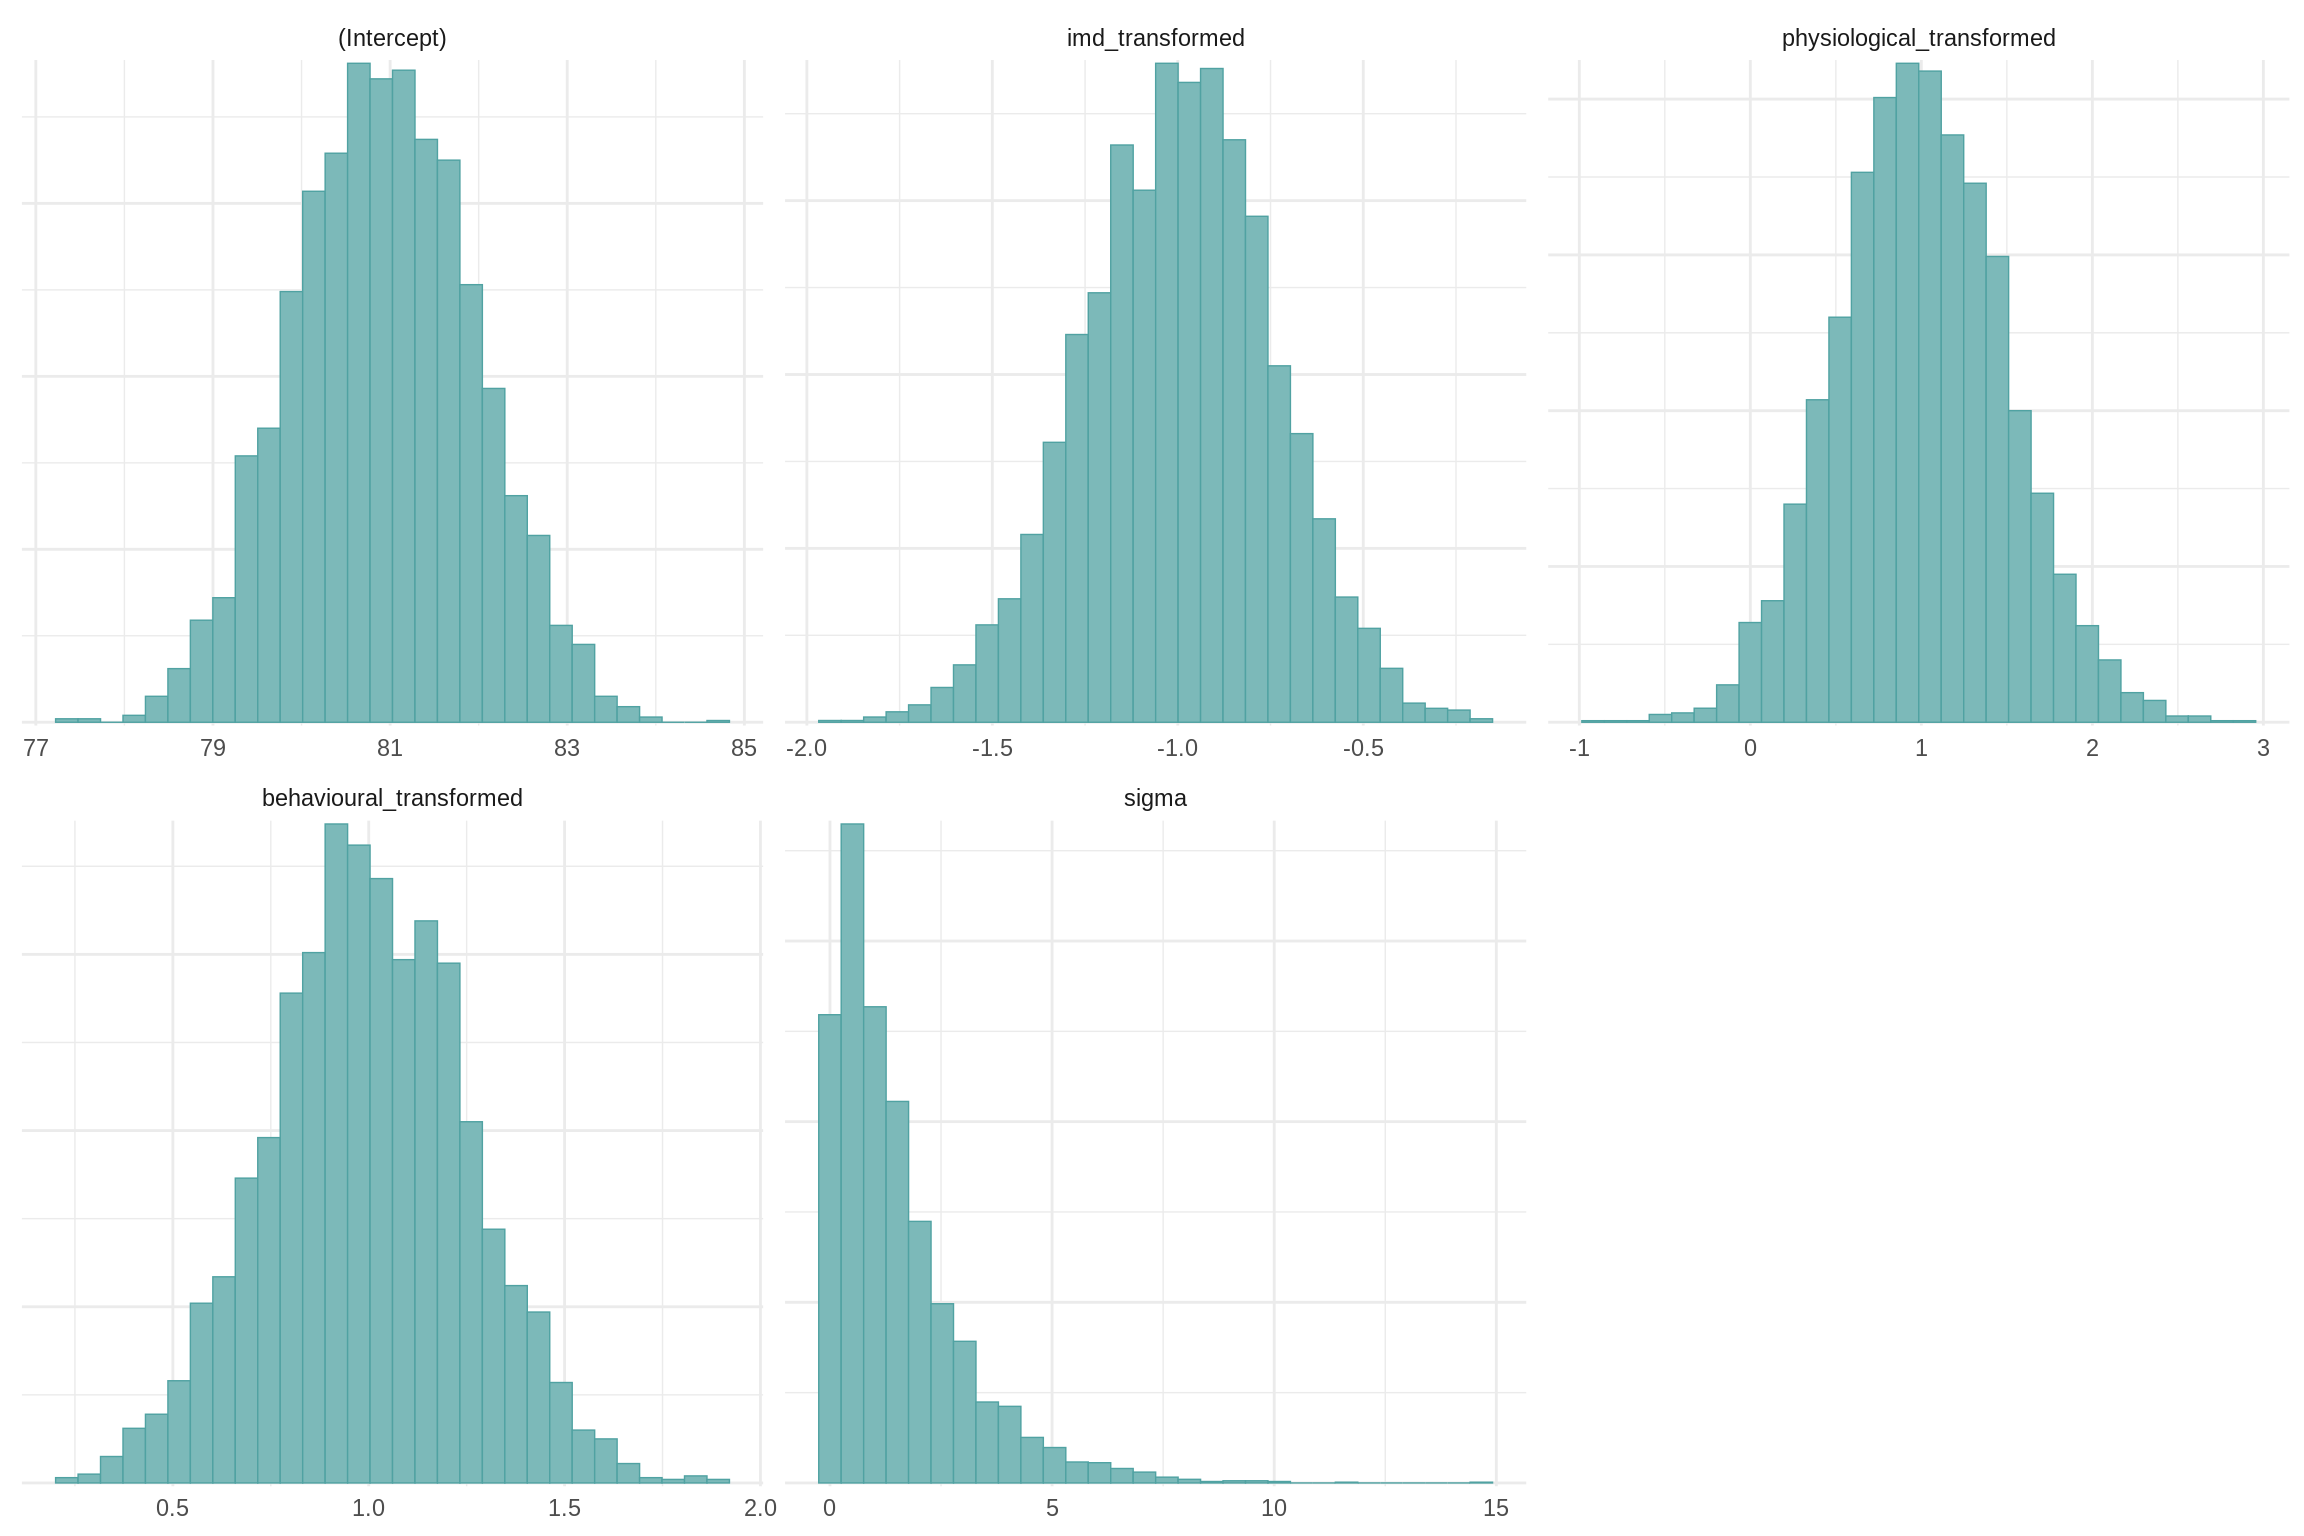 (Intercept)
imd_transformed
physiological_transformed
77 79 81 83 85
-2.0 -1.5 -1.0 -0.5
-1 0 1 2 3
behavioural_transformed
sigma
0.5 1.0 1.5 2.0
0 5 10 15